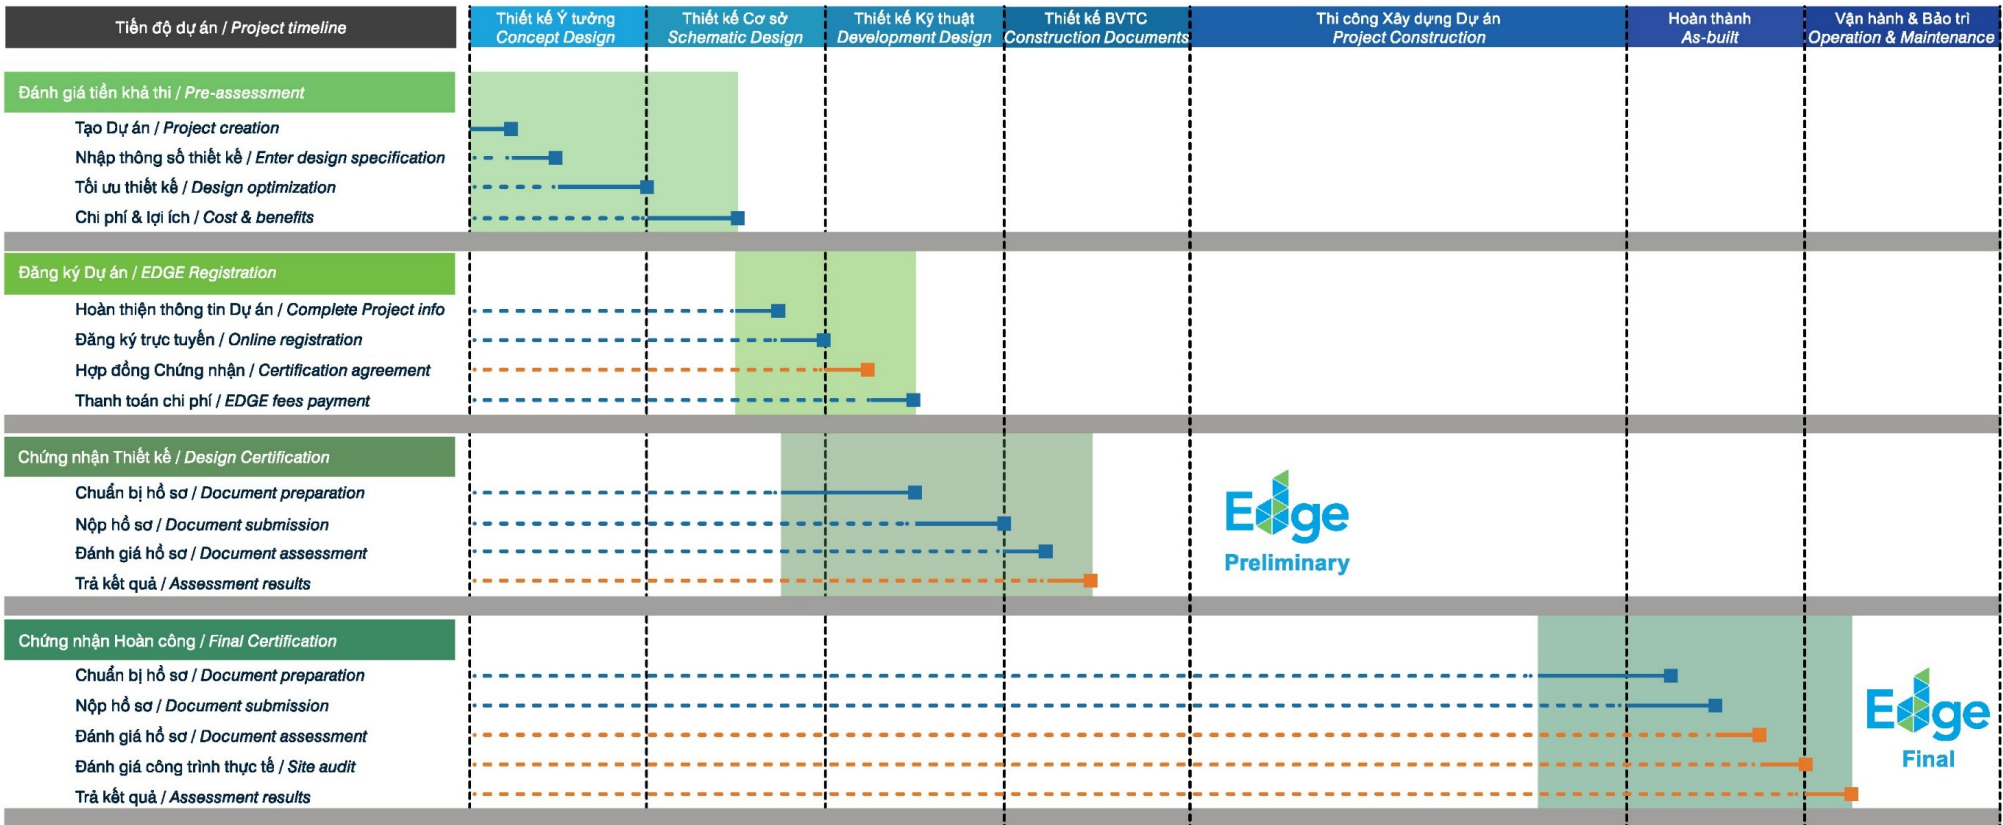 Tiến độ dự án / Project timeline
Thiết kế Ý tưởng
Concept Design
Thiết kế Cơ sở
Schematic Design
Thiết kế Kỹ thuật
Development Design
Thiết kế BVTC
Construction Documents
Thi công Xây dựng Dự án
Project Construction
Hoàn thành
As-built
Vận hành & Bảo trì
Operation & Maintenance
Đánh giá tiền khả thi / Pre-assessment
Tạo Dự án / Project creation
Nhập thông số thiết kế / Enter design specification
Tối ưu thiết kế / Design optimization
Chi phí & lợi ích / Cost & benefits
Đăng ký Dự án / EDGE Registration
Hoàn thiện thông tin Dự án / Complete Project info
Đăng ký trực tuyến / Online registration
Hợp đồng Chứng nhận / Certification agreement
Thanh toán chi phí / EDGE fees payment
Chứng nhận Thiết kế / Design Certification
Chuẩn bị hồ sơ / Document preparation
Nộp hồ sơ / Document submission
Đánh giá hồ sơ / Document assessment
Trả kết quả / Assessment results
Edge
Preliminary
Chứng nhận Hoàn công / Final Certification
Chuẩn bị hồ sơ / Document preparation
Nộp hồ sơ / Document submission
Đánh giá hồ sơ / Document assessment
Đánh giá công trình thực tế / Site audit
Trả kết quả / Assessment results
Edge
Final